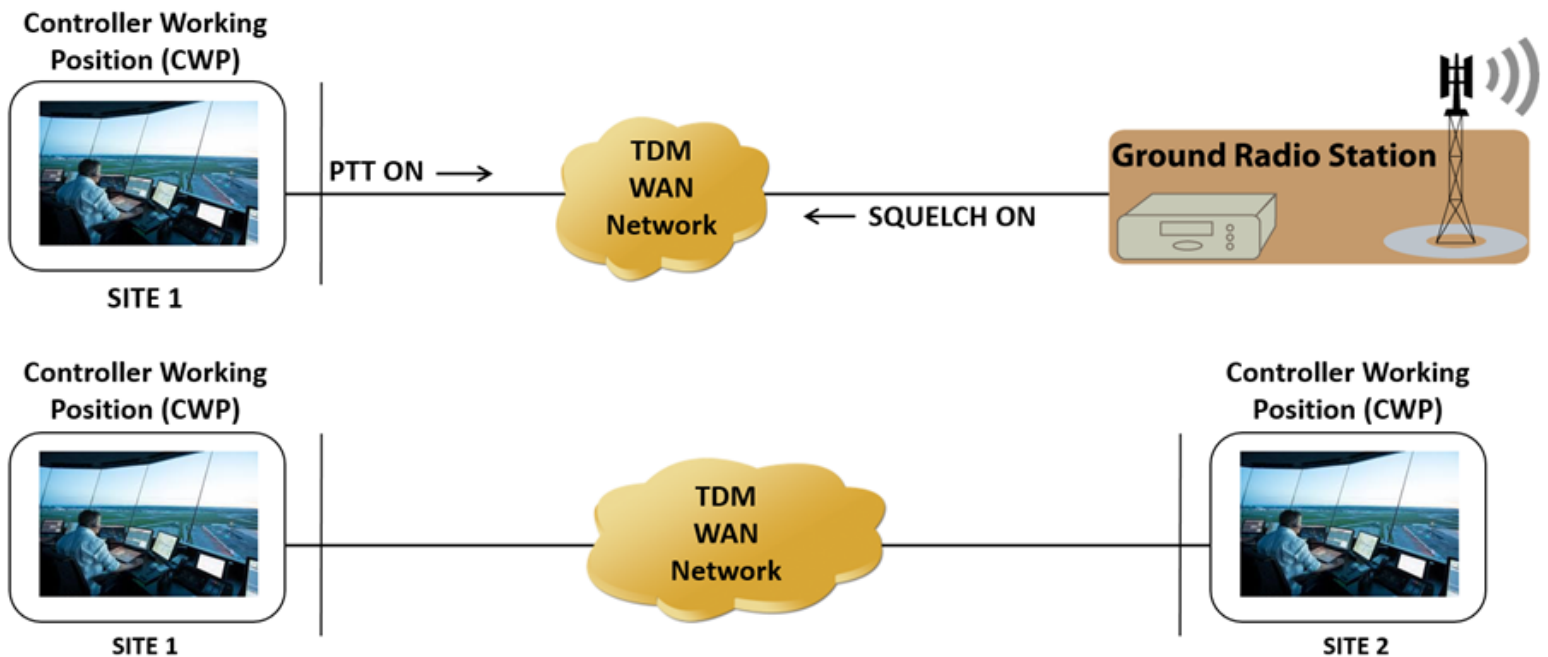 Controller Working
Position (CWP)
PTT ON
TDM
WAN
Network
SQUELCH ON
Ground Radio Station
SITE 1
Controller Working
Position (CWP)
TDM
WAN
Network
Controller Working
Position (CWP)
SITE 1
SITE 2